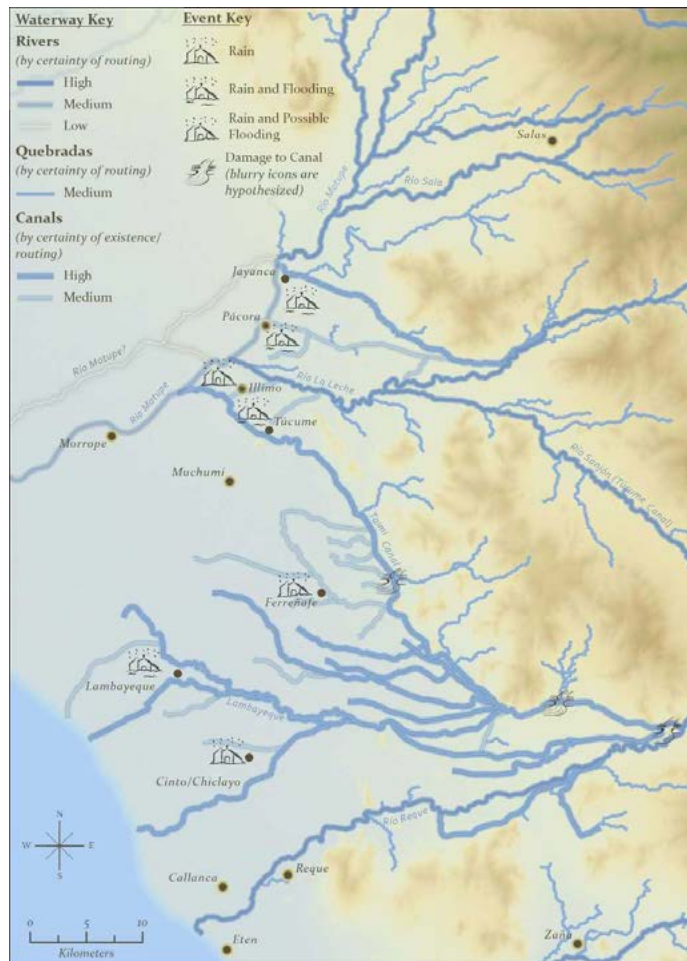 Waterway Key
Rivers
(by certainty of routing)
High
Medium
Low
Quebradas
(by certainty of routing)
Medium
Canals
(by certainty of existence/
routing)
High
Medium
Event Key
Rain
Rain and Flooding
Rain and Possible
Flooding
Damage to Canal
(blurry icons are
hypothesized)
Salas
Río Motupe
Río Sala
Jayanca
Pácora
Río Motupe?
Río La Leche
Illimo
Río Motupe
Túcume
Morrope
Río Sanjón (Túcume Canal)
Muchumi
Taimi Canal
Ferreñafe
Lambayeque
Lambayeque
Cinto/Chiclayo
Río Reque
N
W
E
S
Reque
Callanca
0
5
10
Kilometers
Eten
Zaña